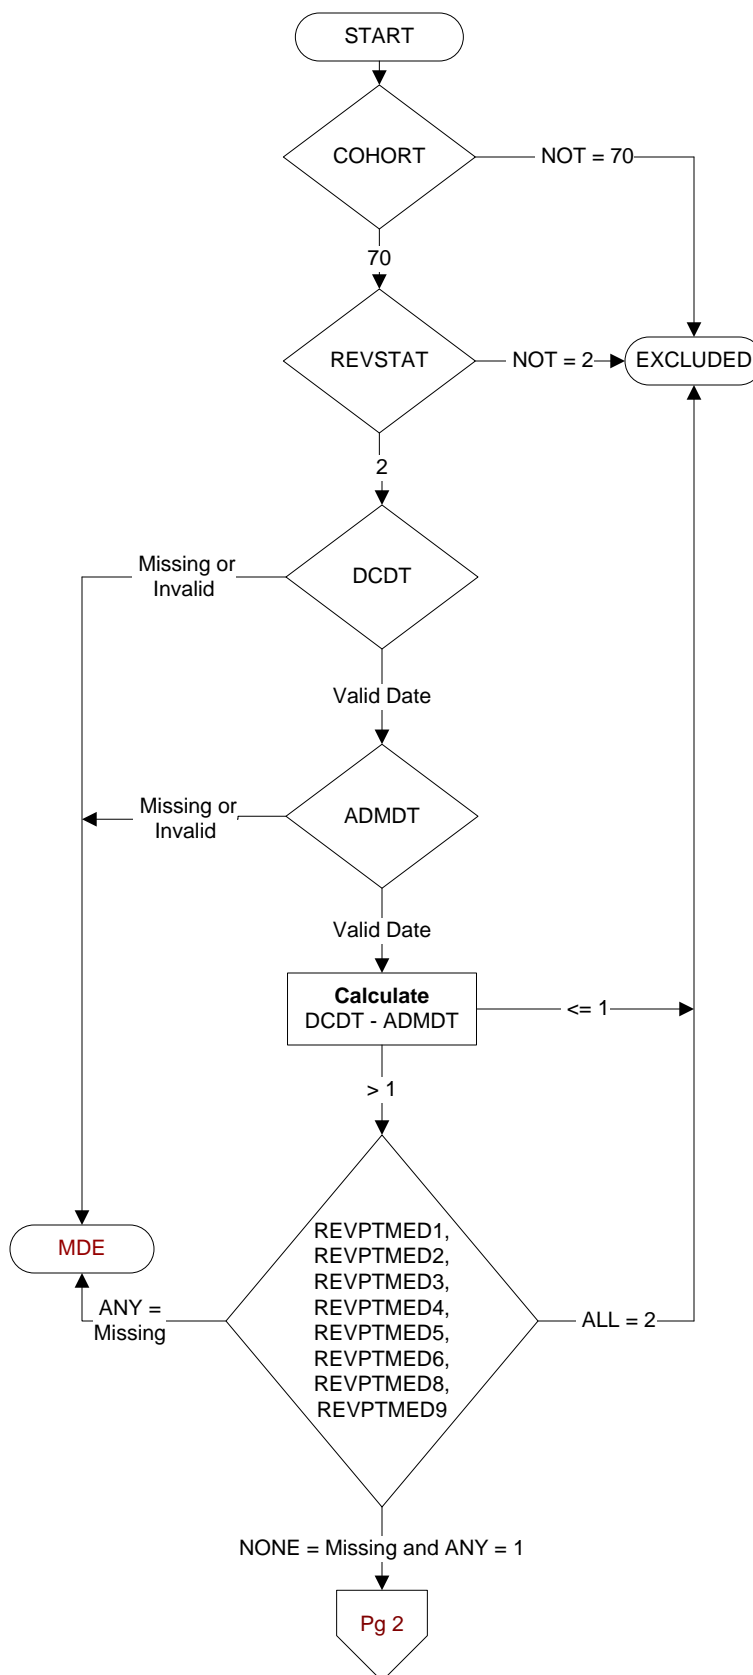 START
COHORT
NOT = 70
70
REVSTAT
NOT = 2
EXCLUDED
2
Missing or
Invalid
DCDT
Valid Date
Missing or
Invalid
ADMDT
Valid Date
Calculate
DCDT - ADMDT
<= 1
> 1
MDE
REVPTMED1,
REVPTMED2,
REVPTMED3,
REVPTMED4,
REVPTMED5,
REVPTMED6,
REVPTMED8,
REVPTMED9
ANY =
Missing
ALL = 2
NONE = Missing and ANY = 1
Pg 2